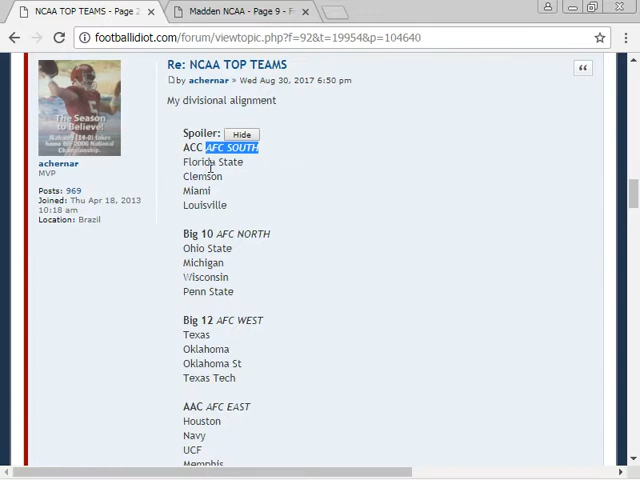 NCAA TOP TEAMS - Page 2
Madden NCAA - Page 9 - F
footballidiot.com/forum/viewtopic.php?f=92&t=19954&p=104640
Re: NCAA TOP TEAMS
by achernar » Wed Aug 30, 2017 6:50 pm
My divisional alignment
The Season
to Believe!
achernar
MVP
Posts: 969
Joined: Thu Apr 18, 2013
10:18 am
Location: Brazil
Spoiler: Hide
ACC AFC SOUTH
Florida State
Clemson
Miami
Louisville
Big 10 AFC NORTH
Ohio State
Michigan
Wisconsin
Penn State
Big 12 AFC WEST
Texas
Oklahoma
Oklahoma St
Texas Tech
AAC AFC EAST
Houston
Navy
UCF
Memphis